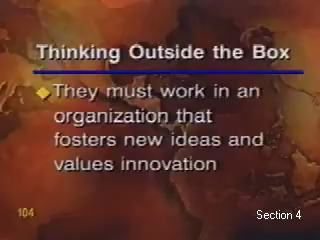 Thinking Outside the Box
They must work in an
organization that
fosters new ideas and
values innovation
104
Section 4